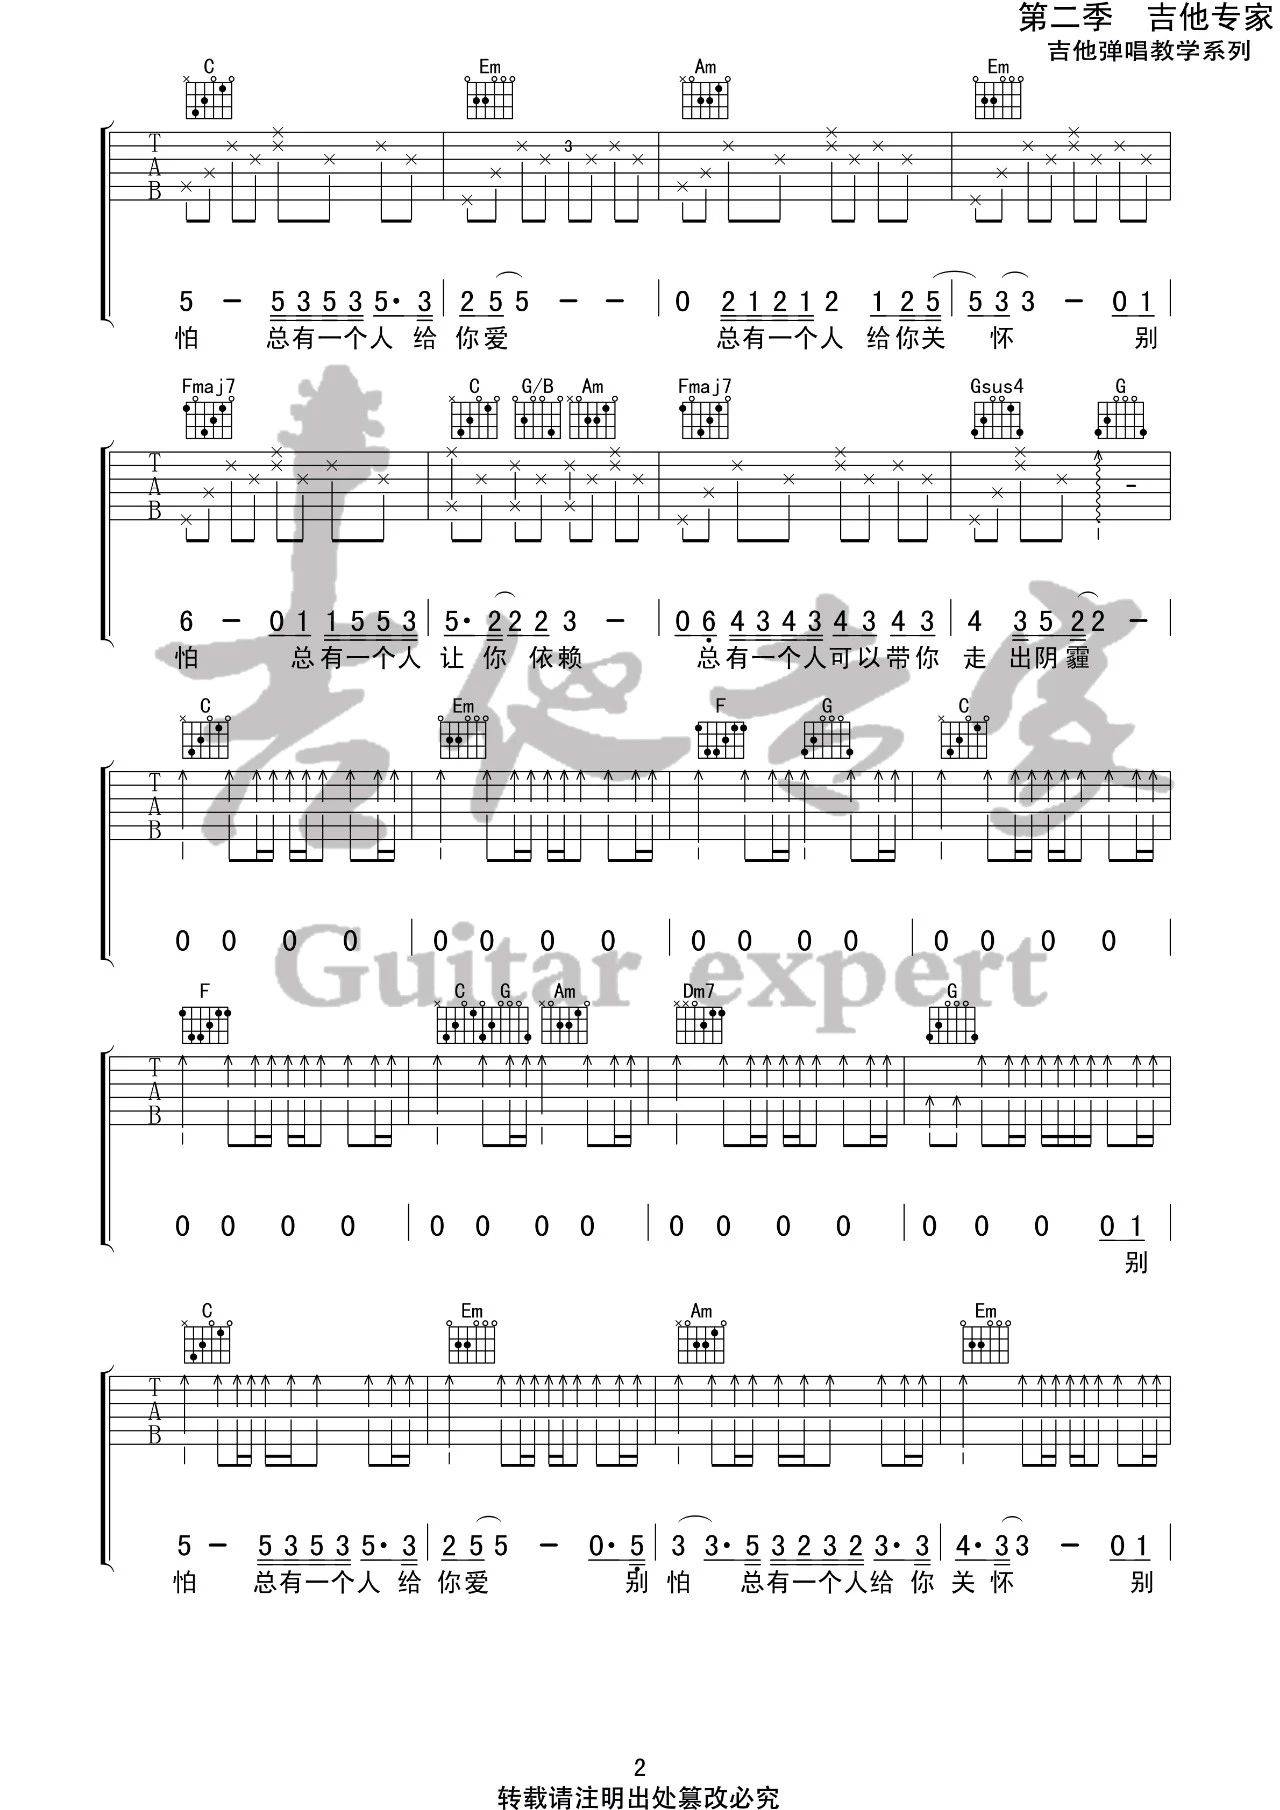 第二季 吉他专家
吉他弹唱教学系列
C Em Am Em
T
A
B
3
5 - 5 3 5 3 5· 3 | 2 5 5 - - | 0 2 1 2 1 2 1 2 5 | 5 3 3 - 0 1 |
怕 总有一个人 给 你爱 总有一个人 给你关 怀 别
Fmaj7 C G/B Am Fmaj7 Gsus4 G
T
A
B
6 - 0 1 1 5 5 3 | 5· 2 2 2 3 - | 0 6 4 3 4 3 4 3 4 3 | 4 3 5 2 2 - |
怕 总有一个人 让 你 依赖 总有一个人可以带你 走 出阴霾
吉他专家
C Em F G C
T
A
B
0 0 0 0 | 0 0 0 0 | 0 0 0 0 | 0 0 0 0 |
Guitar expert
F C G Am Dm7 G
T
A
B
0 0 0 0 | 0 0 0 0 | 0 0 0 0 | 0 0 0 0 1 |
别
C Em Am Em
T
A
B
5 - 5 3 5 3 5· 3 | 2 5 5 - 0· 5 | 3 3· 5 3 2 3 2 3· 3 | 4· 3 3 - 0 1 |
怕 总有一个人 给 你爱 别 怕 总有一个人给 你 关 怀 别
2
转载请注明出处篡改必究